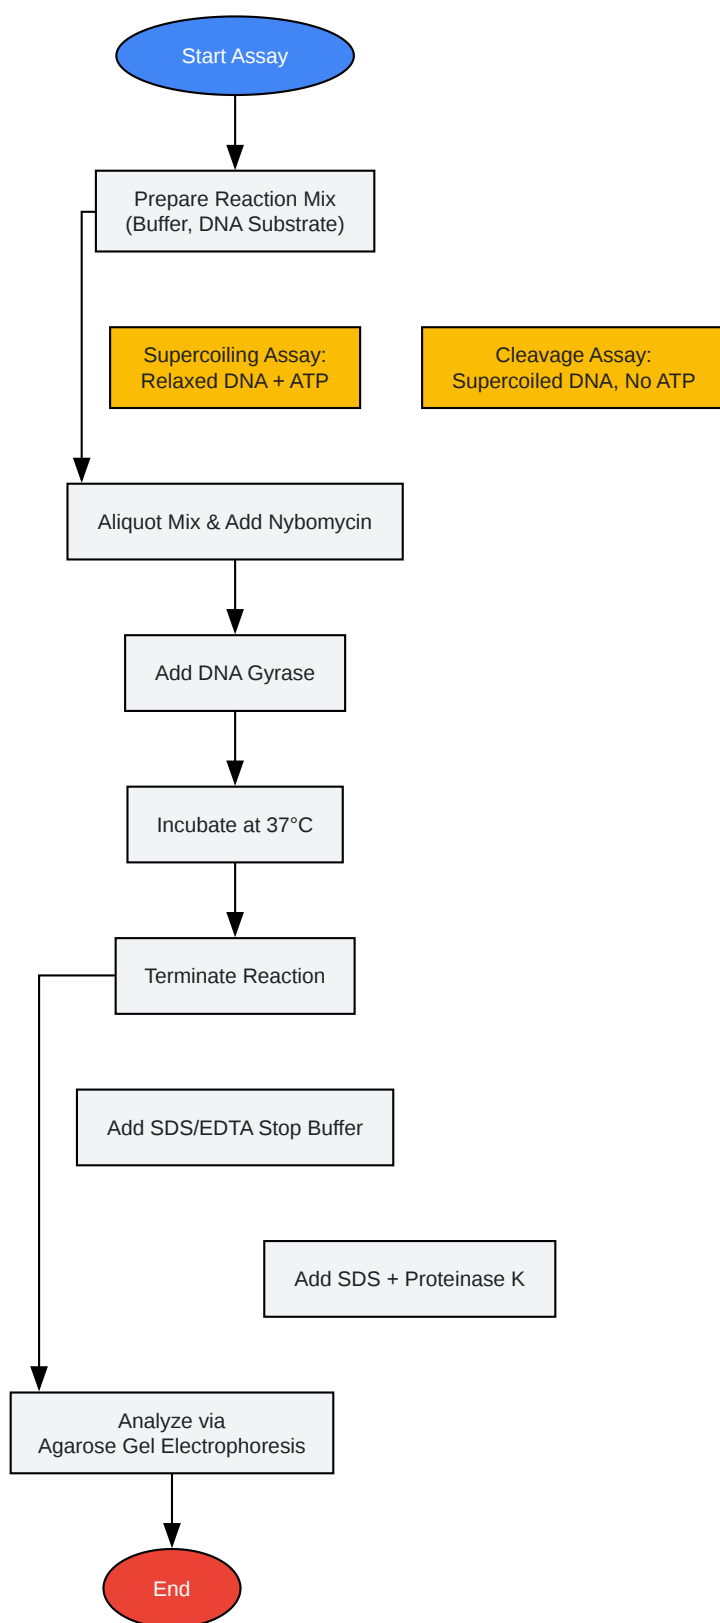 Start Assay
Prepare Reaction Mix
(Buffer, DNA Substrate)
Supercoiling Assay:
Relaxed DNA + ATP
Cleavage Assay:
Supercoiled DNA, No ATP
Aliquot Mix & Add Nybomycin
Add DNA Gyrase
Incubate at 37°C
Terminate Reaction
Add SDS/EDTA Stop Buffer
Add SDS + Proteinase K
Analyze via
Agarose Gel Electrophoresis
End